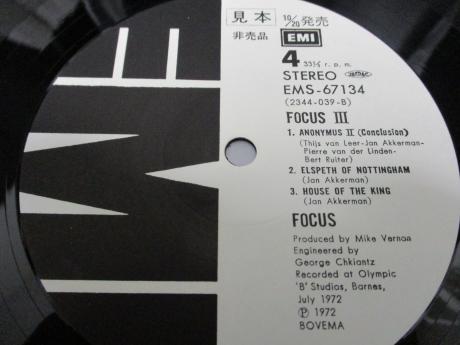 見本 10/20発売
非売品 EMI
4 33⅓ r. p. m.
STEREO
EMS-67134
(2344-039-B)
FOCUS III
1. ANONYMUS II (Conclusion)
(Thijs van Leer-Jan Akkerman-
Pierre van der Linden-
Bert Ruiter)
2. ELSPETH OF NOTTINGHAM
(Jan Akkerman)
3. HOUSE OF THE KING
(Jan Akkerman)
FOCUS
Produced by Mike Vernon
Engineered by
George Chkiantz
Recorded at Olympic
'B' Studios, Barnes,
July 1972
Ⓟ 1972
BOVEMA
EMI